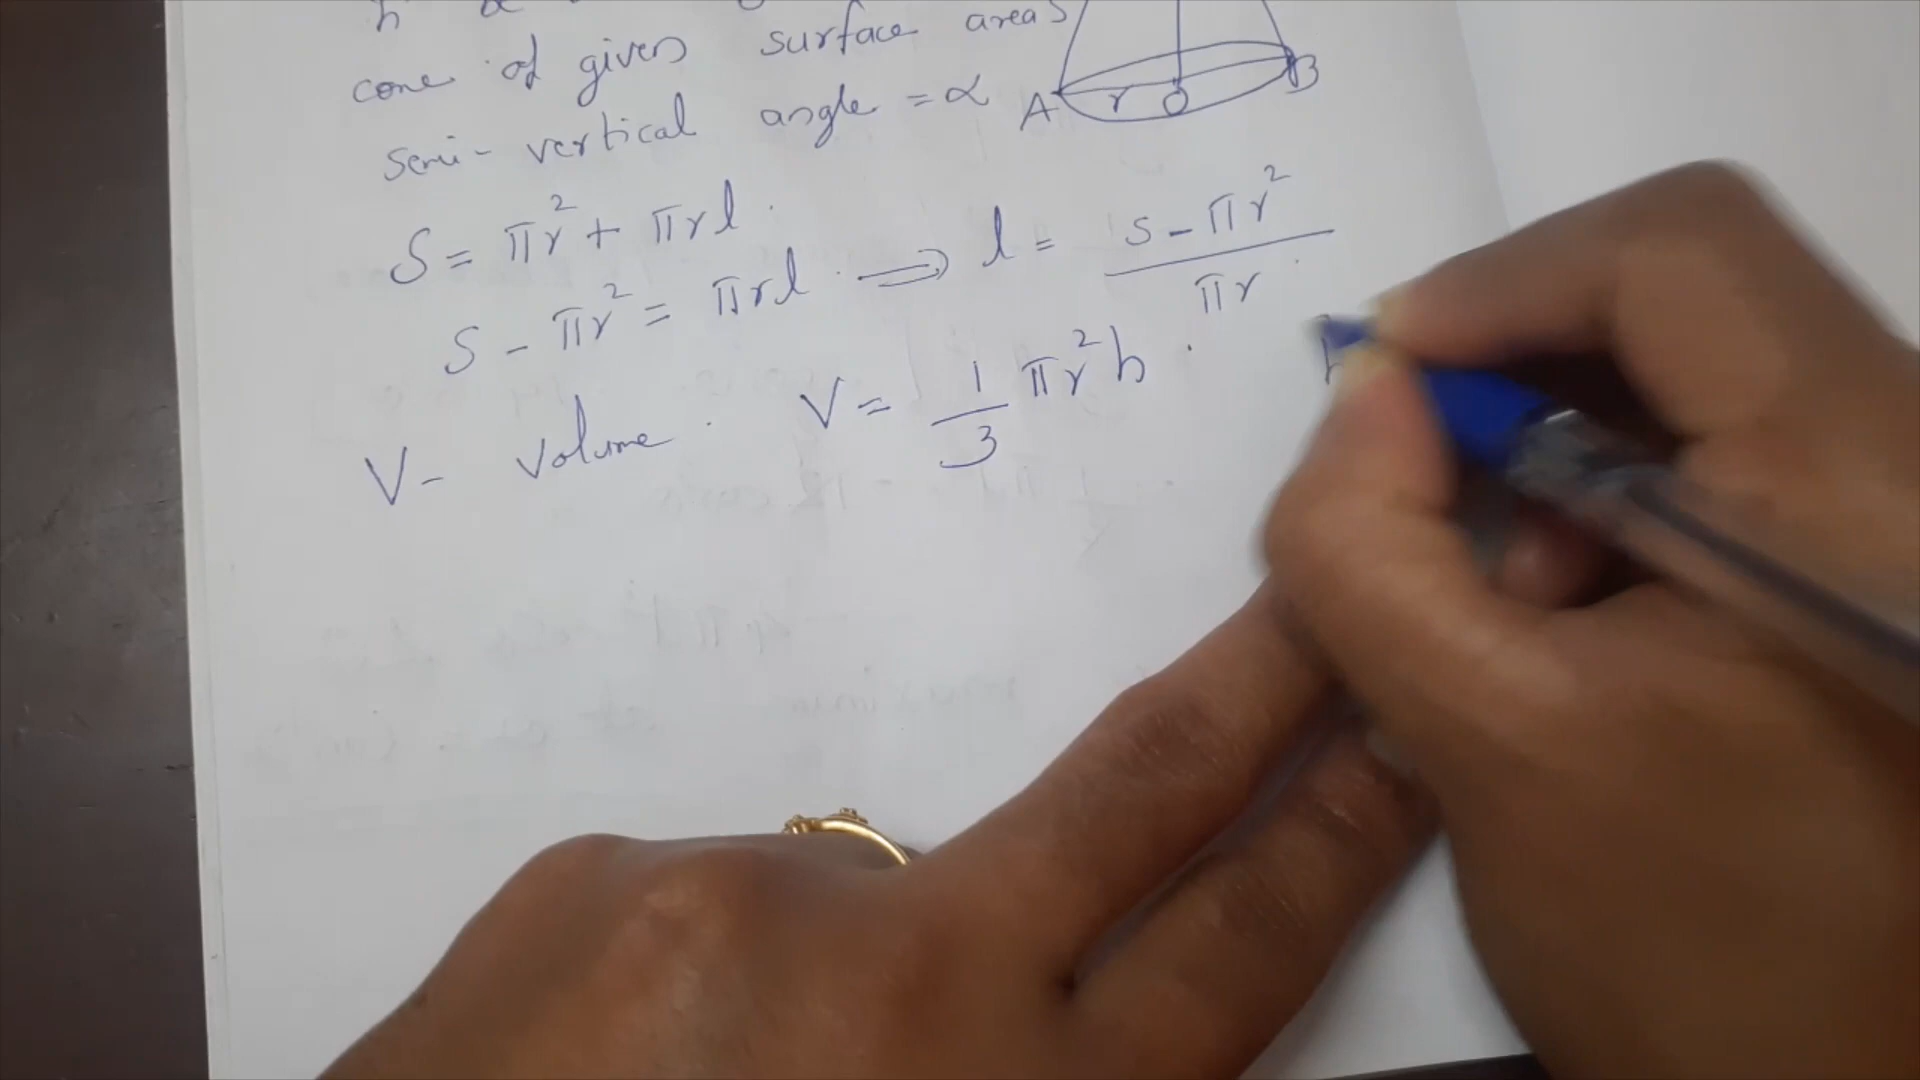 cone of given surface area S
semi-vertical angle = α
A r O B
S = πr² + πrl.
S - πr² = πrl. ⟹ l = S - πr² / πr.
V - Volume. V = 1/3 πr²h. h